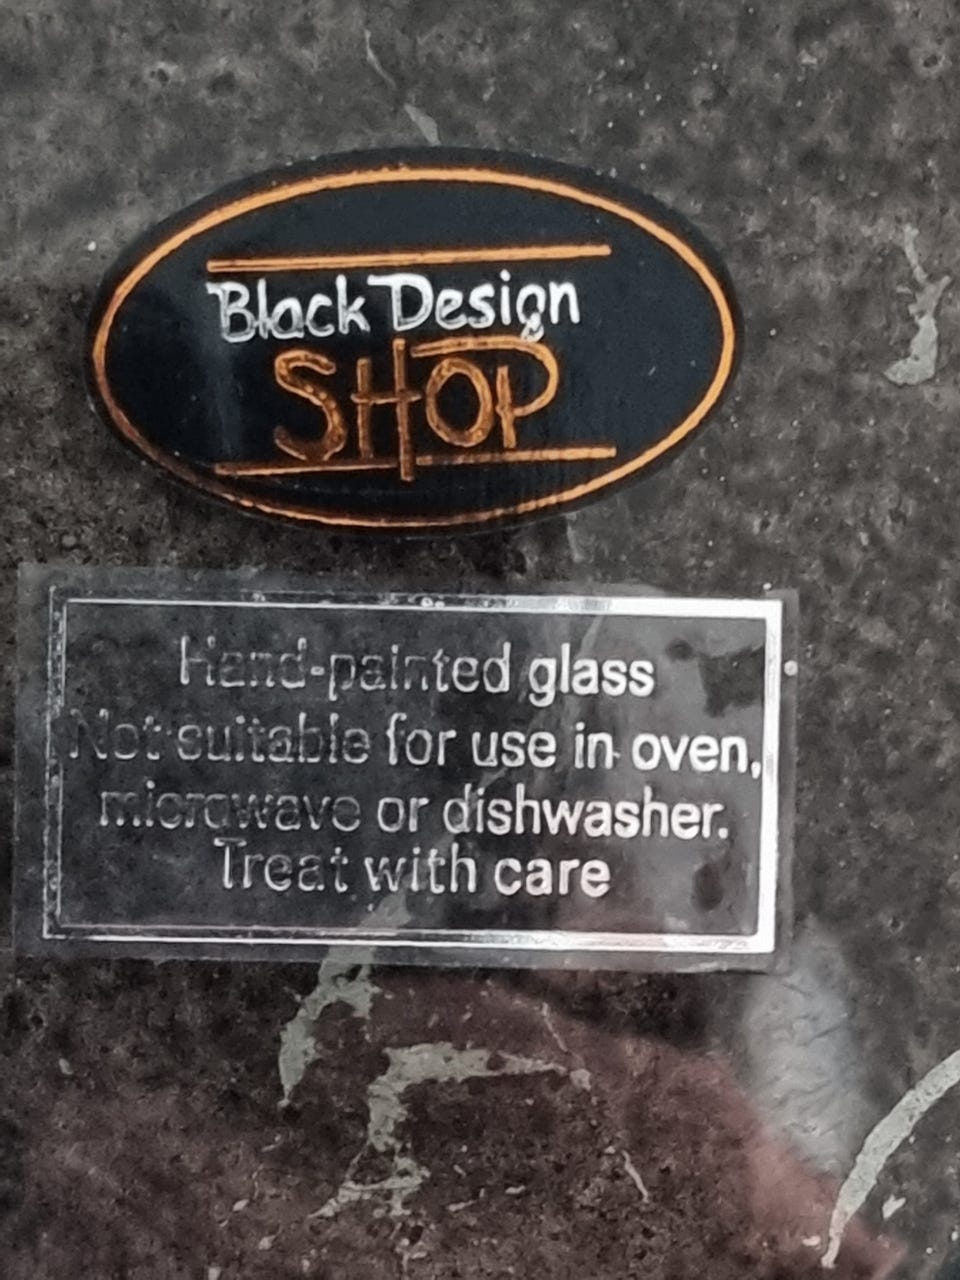 Black Design
SHOP
Hand-painted glass
Not suitable for use in oven,
microwave or dishwasher.
Treat with care